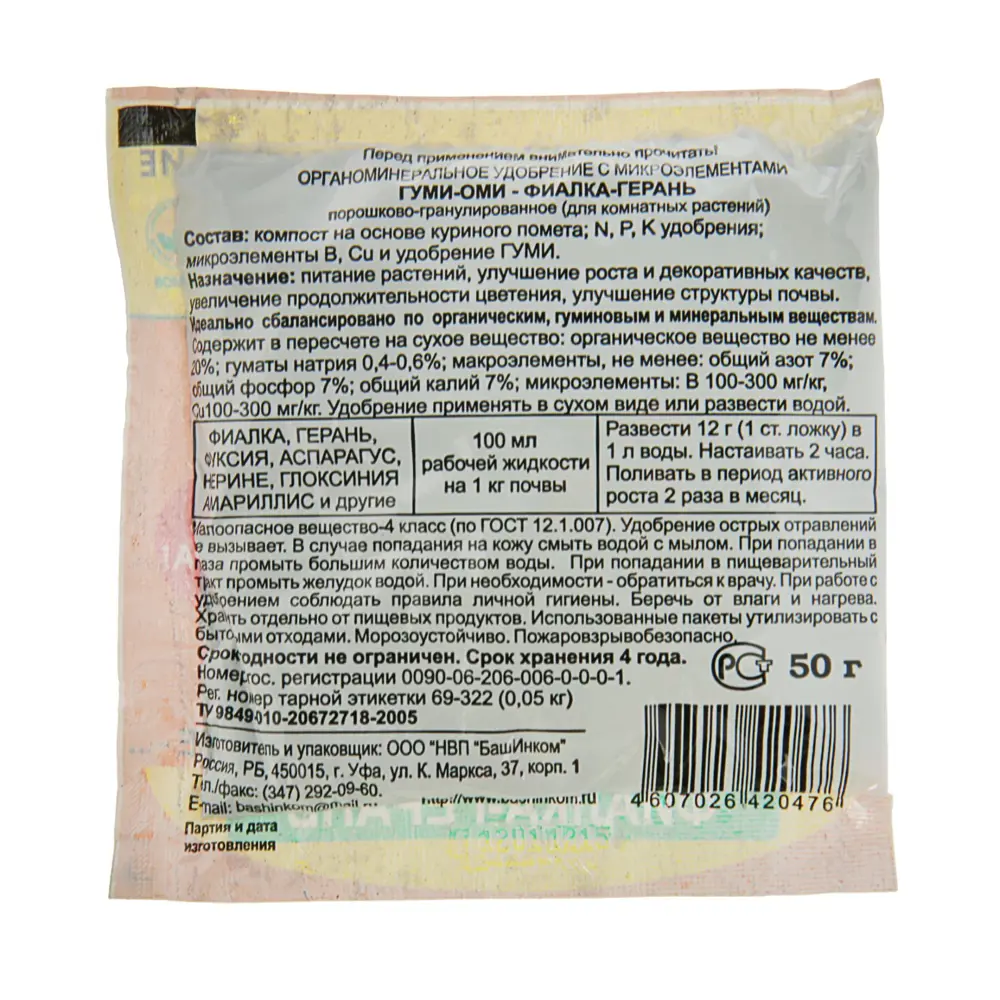 Перед применением внимательно прочитать!
ОРГАНОМИНЕРАЛЬНОЕ УДОБРЕНИЕ С МИКРОЭЛЕМЕНТАМИ
ГУМИ-ОМИ - ФИАЛКА-ГЕРАНЬ
порошково-гранулированное (для комнатных растений)
Состав: компост на основе куриного помета; N, P, K удобрения;
микроэлементы B, Cu и удобрение ГУМИ.
Назначение: питание растений, улучшение роста и декоративных качеств,
увеличение продолжительности цветения, улучшение структуры почвы.
Идеально сбалансировано по органическим, гуминовым и минеральным веществам.
Содержит в пересчете на сухое вещество: органическое вещество не менее
20%; гуматы натрия 0,4-0,6%; макроэлементы, не менее: общий азот 7%;
общий фосфор 7%; общий калий 7%; микроэлементы: B 100-300 мг/кг,
Cu100-300 мг/кг. Удобрение применять в сухом виде или развести водой.
ФИАЛКА, ГЕРАНЬ,
ФУКСИЯ, АСПАРАГУС,
НЕРИНЕ, ГЛОКСИНИЯ
АМАРИЛЛИС и другие
100 мл
рабочей жидкости
на 1 кг почвы
Развести 12 г (1 ст. ложку) в
1 л воды. Настаивать 2 часа.
Поливать в период активного
роста 2 раза в месяц.
Малоопасное вещество-4 класс (по ГОСТ 12.1.007). Удобрение острых отравлений
не вызывает. В случае попадания на кожу смыть водой с мылом. При попадании в
глаза промыть большим количеством воды. При попадании в пищеварительный
тракт промыть желудок водой. При необходимости - обратиться к врачу. При работе с
удобрением соблюдать правила личной гигиены. Беречь от влаги и нагрева.
Хранить отдельно от пищевых продуктов. Использованные пакеты утилизировать с
бытовыми отходами. Морозоустойчиво. Пожаровзрывобезопасно.
Срок годности не ограничен. Срок хранения 4 года.
Номер гос. регистрации 0090-06-206-006-0-0-0-1.
Рег. номер тарной этикетки 69-322 (0,05 кг)
ТУ 9849-010-20672718-2005
РСТ 50 г
Изготовитель и упаковщик: ООО "НВП "БашИнком"
Россия, РБ, 450015, г. Уфа, ул. К. Маркса, 37, корп. 1
Тел./факс: (347) 292-09-60.
E-mail: bashinkom@mail.ru http://www.bashinkom.ru
4 607026 420476
Партия и дата
изготовления